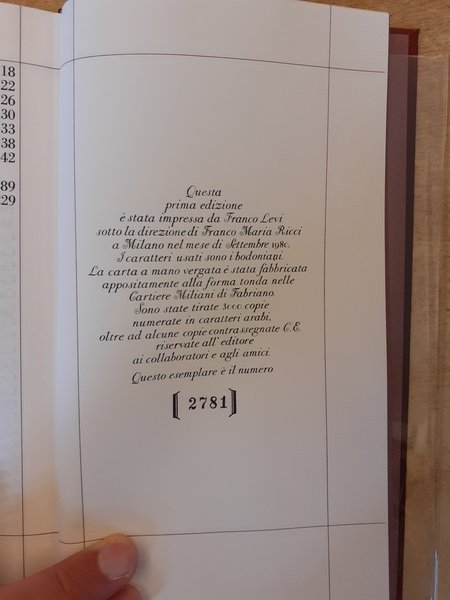 18
22
26
30
33
38
42
89
229
Questa
prima edizione
è stata impressa da Franco Levi
sotto la direzione di Franco Maria Ricci
a Milano nel mese di Settembre 1980.
I caratteri usati sono i bodoniani.
La carta a mano vergata è stata fabbricata
appositamente alla forma tonda nelle
Cartiere Miliani di Fabriano.
Sono state tirate 3000 copie
numerate in caratteri arabi,
oltre ad alcune copie contrassegnate C.E.
riservate all'editore
ai collaboratori e agli amici.
Questo esemplare è il numero
[2781]